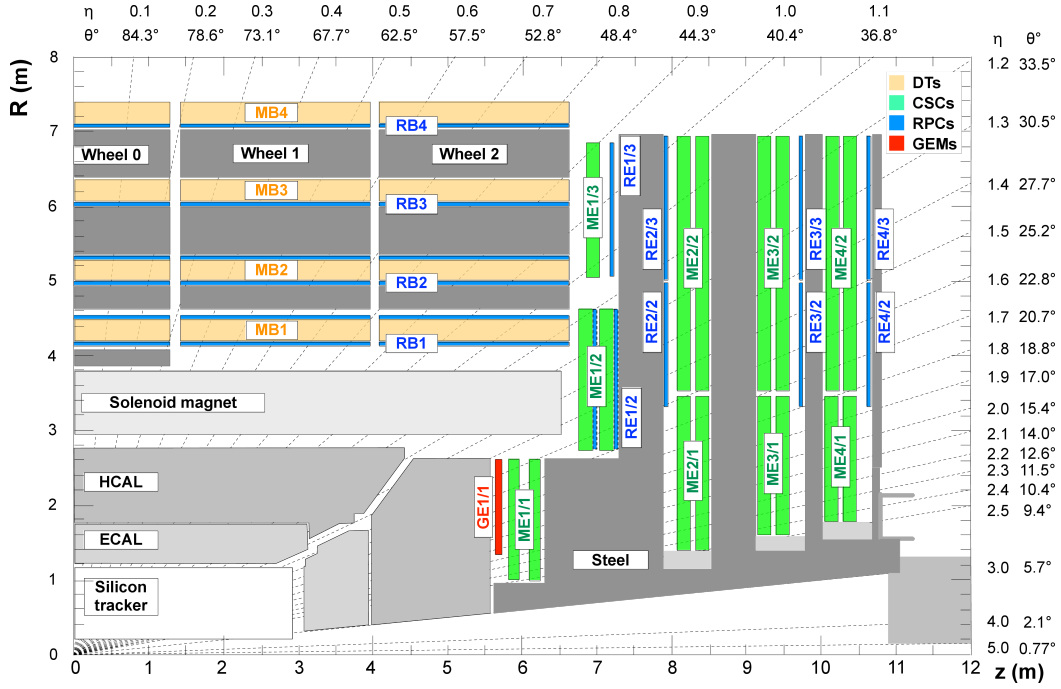 η 0.1 0.2 0.3 0.4 0.5 0.6 0.7 0.8 0.9 1.0 1.1
θ° 84.3° 78.6° 73.1° 67.7° 62.5° 57.5° 52.8° 48.4° 44.3° 40.4° 36.8° η θ°
R (m)
8
7
6
5
4
3
2
1
0
1.2 33.5°
1.3 30.5°
1.4 27.7°
1.5 25.2°
1.6 22.8°
1.7 20.7°
1.8 18.8°
1.9 17.0°
2.0 15.4°
2.1 14.0°
2.2 12.6°
2.3 11.5°
2.4 10.4°
2.5 9.4°
3.0 5.7°
4.0 2.1°
5.0 0.77°
DTs
CSCs
RPCs
GEMs
MB4
RB4
Wheel 0
Wheel 1
Wheel 2
MB3
RB3
MB2
RB2
MB1
RB1
Solenoid magnet
HCAL
ECAL
Silicon
tracker
Steel
GE1/1
ME1/1
ME1/2
ME1/3
RE1/3
RE1/2
RE2/3
RE2/2
ME2/2
ME2/1
ME3/2
ME3/1
RE3/3
RE3/2
ME4/2
ME4/1
RE4/3
RE4/2
0 1 2 3 4 5 6 7 8 9 10 11 12
z (m)